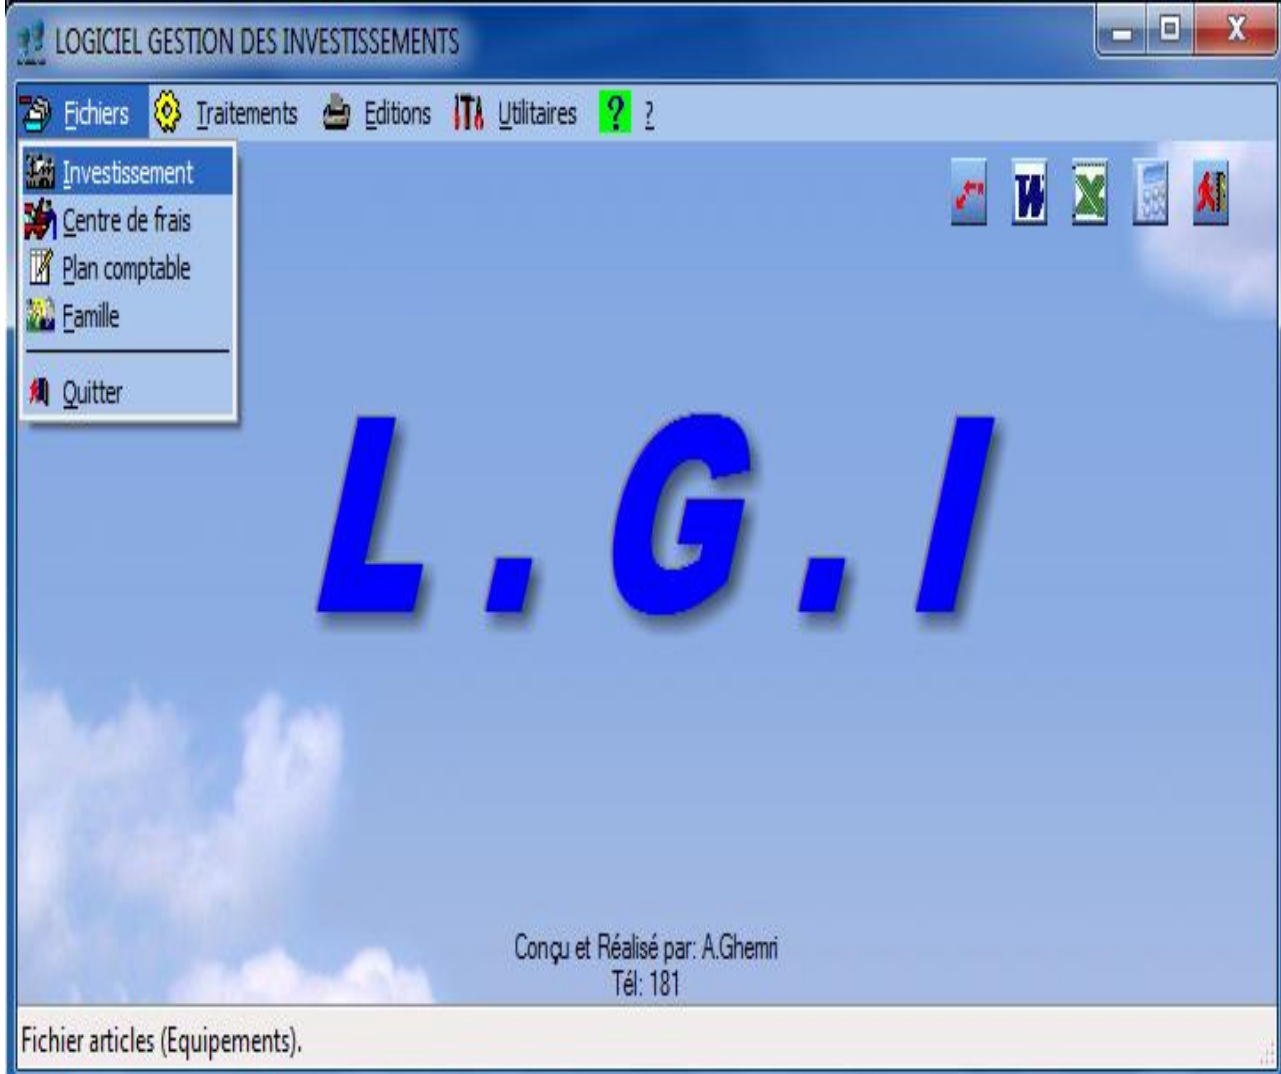 LOGICIEL GESTION DES INVESTISSEMENTS
Fichiers Traitements Editions Utilitaires ? ?
Investissement
Centre de frais
Plan comptable
Famille
Quitter
L.G.I
Conçu et Réalisé par: A.Ghemri
Tél: 181
Fichier articles (Equipements).